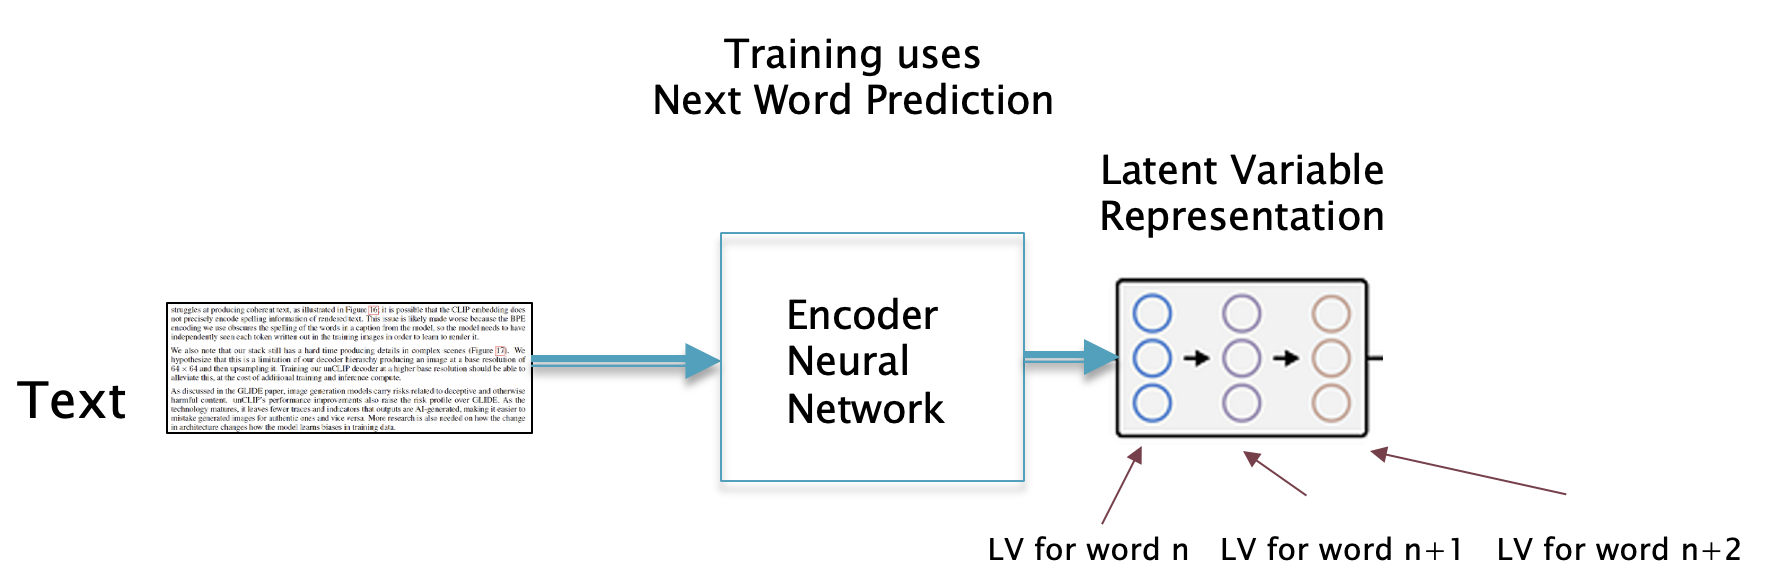 Training uses
Next Word Prediction
Latent Variable
Representation
struggles at producing coherent text, as illustrated in Figure 16; it is possible that the CLIP embedding does
not precisely encode spelling information of rendered text. This issue is likely made worse because the BPE
encoding we use obscures the spelling of the words in a caption from the model, so the model needs to have
independently seen each token written out in the training images in order to learn to render it.
We also note that our stack still has a hard time producing details in complex scenes (Figure 17). We
hypothesize that this is a limitation of our decoder hierarchy producing an image at a base resolution of
64 × 64 and then upsampling it. Training our unCLIP decoder at a higher base resolution should be able to
alleviate this, at the cost of additional training and inference compute.
As discussed in the GLIDE paper, image generation models carry risks related to deceptive and otherwise
harmful content. unCLIP's performance improvements also raise the risk profile over GLIDE. As the
technology matures, it leaves fewer traces and indicators that outputs are AI-generated, making it easier to
mistake generated images for authentic ones and vice versa. More research is also needed on how the change
in architecture changes how the model learns biases in training data.
Text
Encoder
Neural
Network
LV for word n LV for word n+1 LV for word n+2